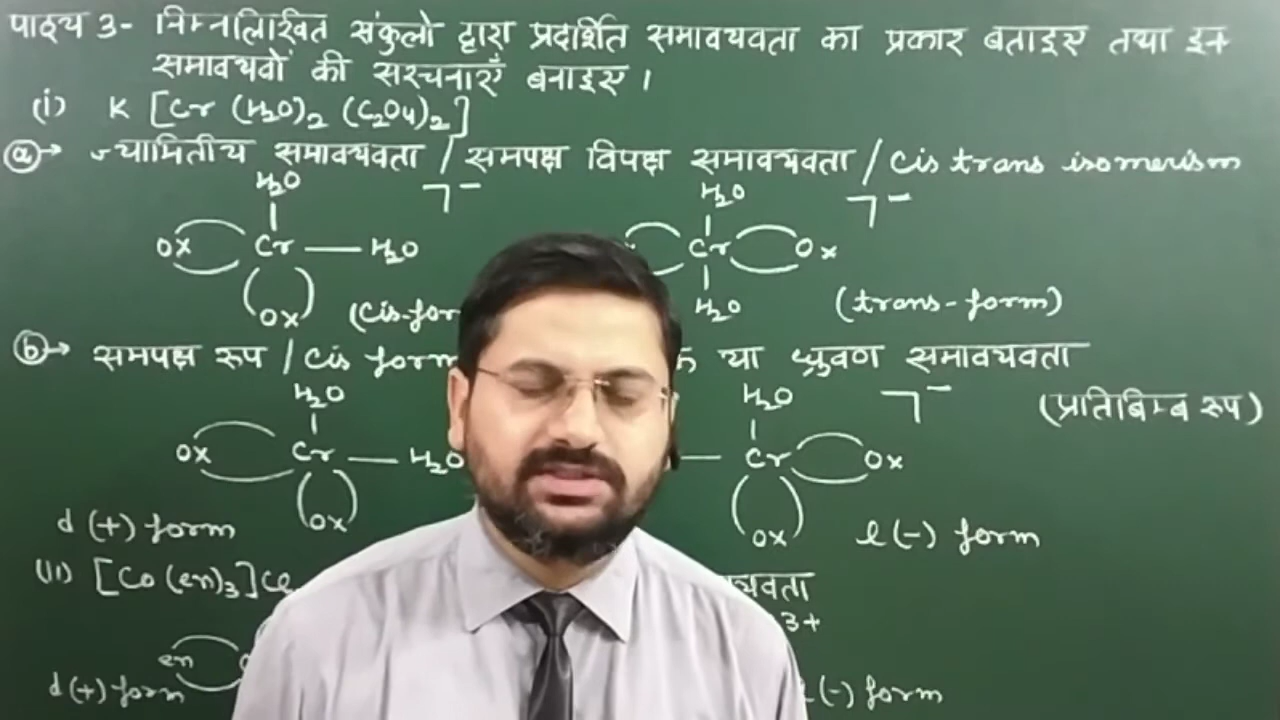 पाठ्य 3- निम्नलिखित संकुलो द्वारा प्रदर्शित समावयवता का प्रकार बताइए तथा इन
समावयवों की संरचनाएँ बनाइए ।
(i) K [Cr (H₂O)₂ (C₂O₄)₂]
(a)→ ज्यामितीय समावयवता / समपक्ष विपक्ष समावयवता / cis trans isomerism
H₂O ⁻ H₂O ⁻
ox Cr H₂O Cr ox
ox (cis-for H₂O (trans-form)
(b)→ समपक्ष रूप / cis form या ध्रुवण समावयवता
H₂O H₂O ⁻ (प्रतिबिम्ब रूप)
ox Cr H₂O Cr ox
ox ox
d (+) form l (-) form
(ii) [Co (en)₃]Cl
3+
en
d (+) form (-) form